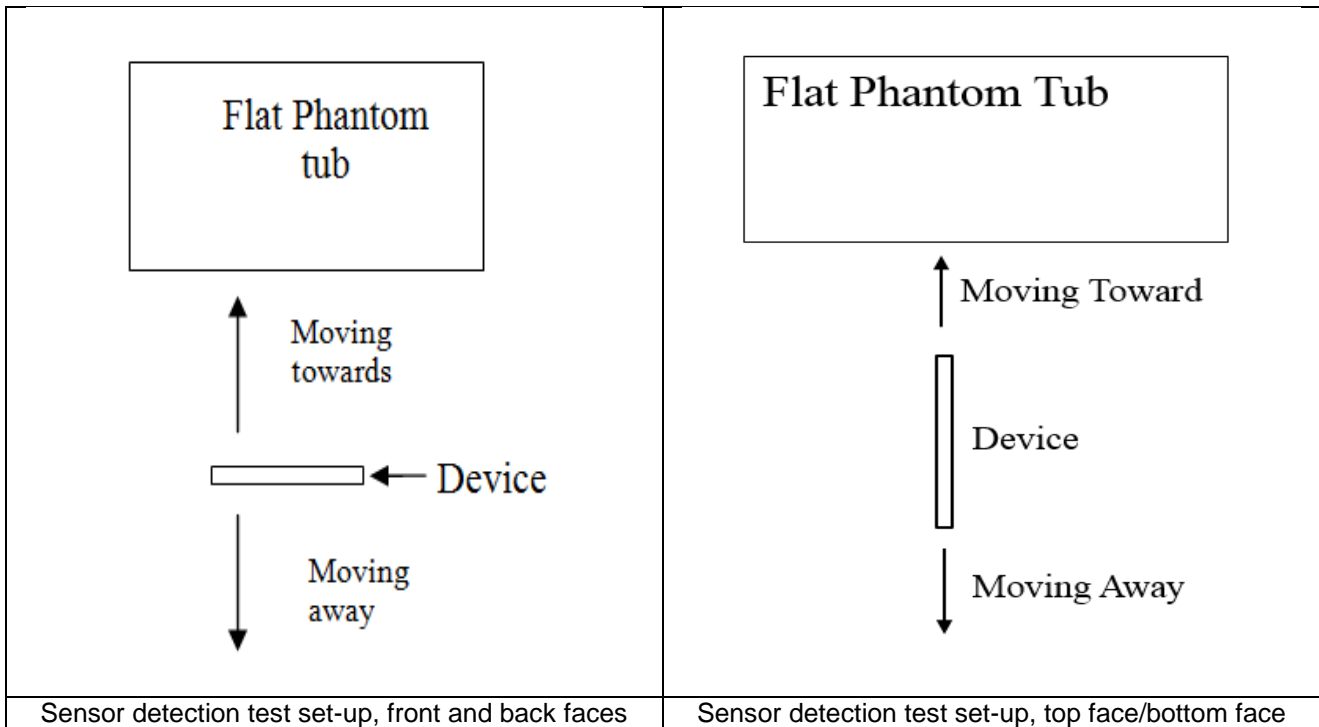 Flat Phantom
tub
Moving
towards
Device
Moving
away
Sensor detection test set-up, front and back faces
Flat Phantom Tub
Moving Toward
Device
Moving Away
Sensor detection test set-up, top face/bottom face